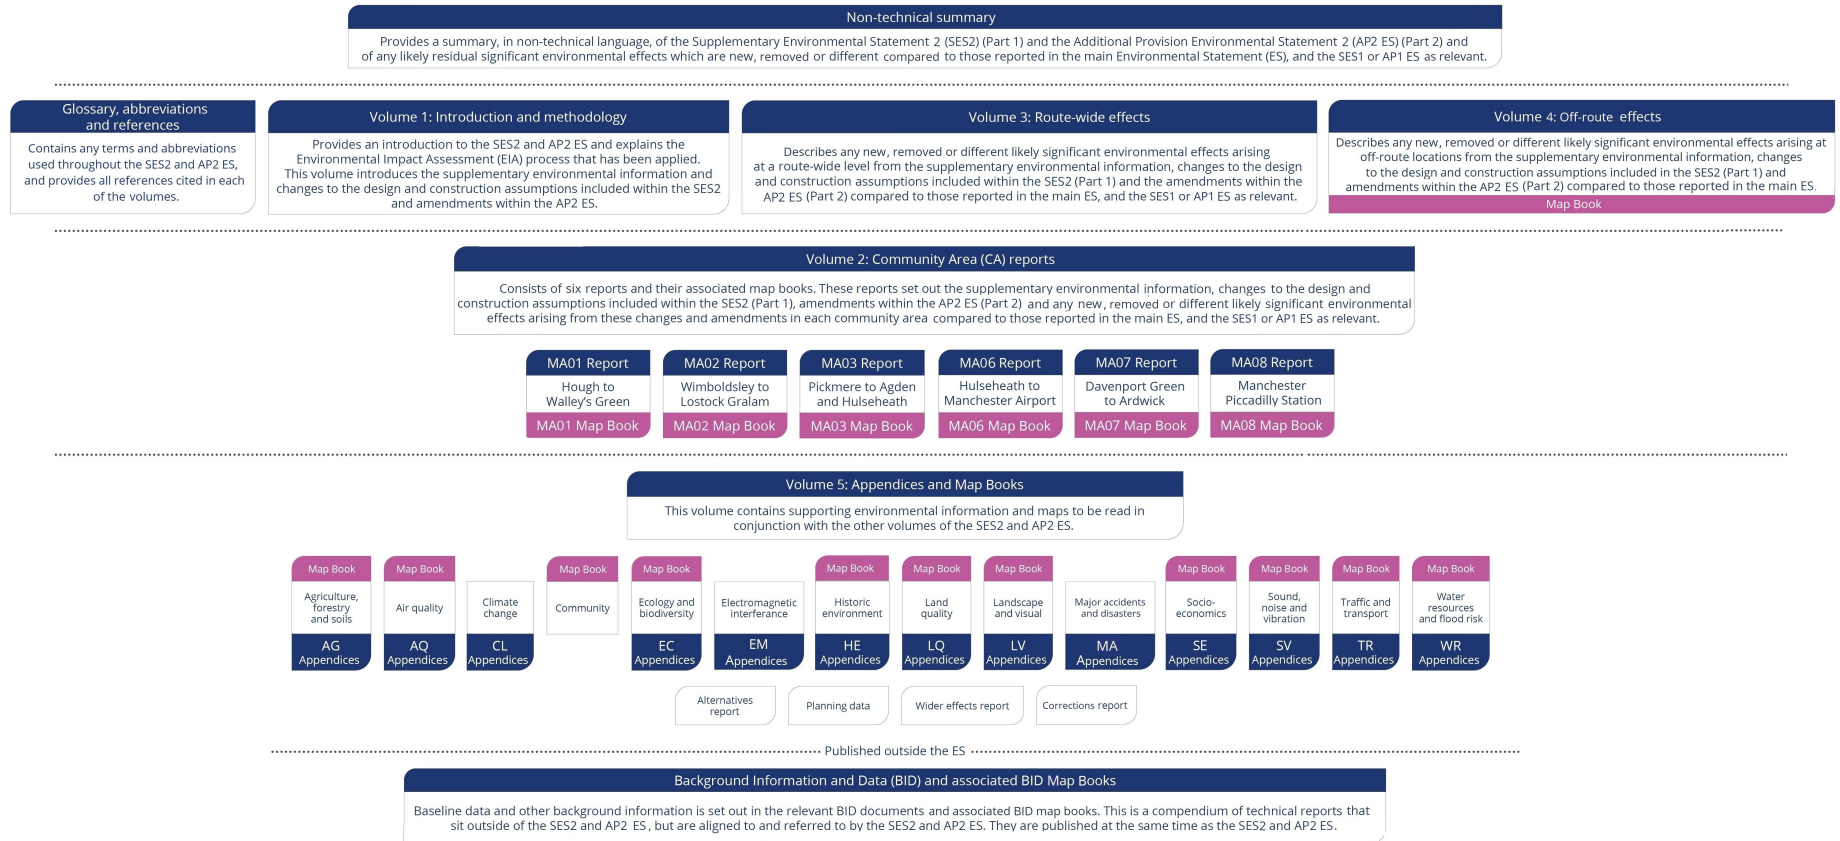 Non-technical summary
Provides a summary, in non-technical language, of the Supplementary Environmental Statement 2 (SES2) (Part 1) and the Additional Provision Environmental Statement 2 (AP2 ES) (Part 2) and
of any likely residual significant environmental effects which are new, removed or different compared to those reported in the main Environmental Statement (ES), and the SES1 or AP1 ES as relevant.
Glossary, abbreviations
and references
Contains any terms and abbreviations
used throughout the SES2 and AP2 ES,
and provides all references cited in each
of the volumes.
Volume 1: Introduction and methodology
Provides an introduction to the SES2 and AP2 ES and explains the
Environmental Impact Assessment (EIA) process that has been applied.
This volume introduces the supplementary environmental information and
changes to the design and construction assumptions included within the SES2
and amendments within the AP2 ES.
Volume 3: Route-wide effects
Describes any new, removed or different likely significant environmental effects arising
at a route-wide level from the supplementary environmental information, changes to the design
and construction assumptions included within the SES2 (Part 1) and the amendments within the
AP2 ES (Part 2) compared to those reported in the main ES, and the SES1 or AP1 ES as relevant.
Volume 4: Off-route effects
Describes any new, removed or different likely significant environmental effects arising at
off-route locations from the supplementary environmental information, changes
to the design and construction assumptions included in the SES2 (Part 1) and
amendments within the AP2 ES (Part 2) compared to those reported in the main ES.
Map Book
Volume 2: Community Area (CA) reports
Consists of six reports and their associated map books. These reports set out the supplementary environmental information, changes to the design and
construction assumptions included within the SES2 (Part 1), amendments within the AP2 ES (Part 2) and any new, removed or different likely significant environmental
effects arising from these changes and amendments in each community area compared to those reported in the main ES, and the SES1 or AP1 ES as relevant.
MA01 Report
Hough to
Walley's Green
MA01 Map Book
MA02 Report
Wimboldsley to
Lostock Gralam
MA02 Map Book
MA03 Report
Pickmere to Agden
and Hulseheath
MA03 Map Book
MA06 Report
Hulseheath to
Manchester Airport
MA06 Map Book
MA07 Report
Davenport Green
to Ardwick
MA07 Map Book
MA08 Report
Manchester
Piccadilly Station
MA08 Map Book
Volume 5: Appendices and Map Books
This volume contains supporting environmental information and maps to be read in
conjunction with the other volumes of the SES2 and AP2 ES.
Map Book
Agriculture,
forestry
and soils
AG
Appendices
Map Book
Air quality
AQ
Appendices
Climate
change
CL
Appendices
Map Book
Community
Map Book
Ecology and
biodiversity
EC
Appendices
Electromagnetic
interferance
EM
Appendices
Map Book
Historic
environment
HE
Appendices
Map Book
Land
quality
LQ
Appendices
Map Book
Landscape
and visual
LV
Appendices
Major accidents
and disasters
MA
Appendices
Map Book
Socio-
economics
SE
Appendices
Map Book
Sound,
noise and
vibration
SV
Appendices
Map Book
Traffic and
transport
TR
Appendices
Map Book
Water
resources
and flood risk
WR
Appendices
Alternatives
report
Planning data
Wider effects report
Corrections report
Published outside the ES
Background Information and Data (BID) and associated BID Map Books
Baseline data and other background information is set out in the relevant BID documents and associated BID map books. This is a compendium of technical reports that
sit outside of the SES2 and AP2 ES, but are aligned to and referred to by the SES2 and AP2 ES. They are published at the same time as the SES2 and AP2 ES.